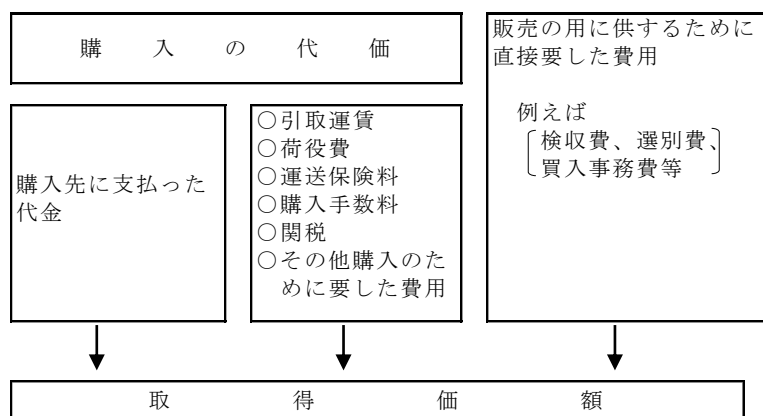 購入の代価
販売の用に供するために
直接要した費用
例えば
検収費、選別費、
買入事務費等
購入先に支払った
代金
○引取運賃
○荷役費
○運送保険料
○購入手数料
○関税
○その他購入のた
めに要した費用
取得価額